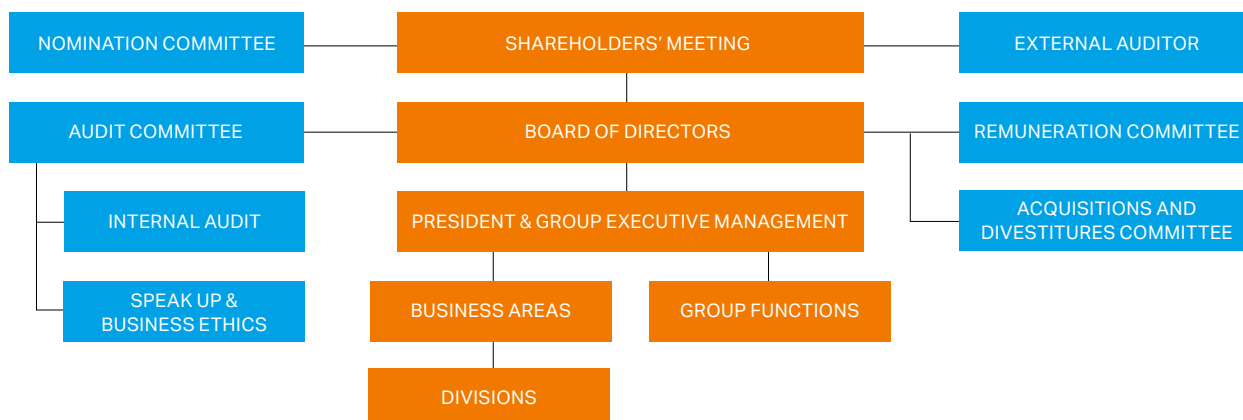 NOMINATION COMMITTEE
SHAREHOLDERS' MEETING
EXTERNAL AUDITOR
AUDIT COMMITTEE
BOARD OF DIRECTORS
REMUNERATION COMMITTEE
INTERNAL AUDIT
PRESIDENT & GROUP EXECUTIVE MANAGEMENT
ACQUISITIONS AND
DIVESTITURES COMMITTEE
SPEAK UP &
BUSINESS ETHICS
BUSINESS AREAS
GROUP FUNCTIONS
DIVISIONS